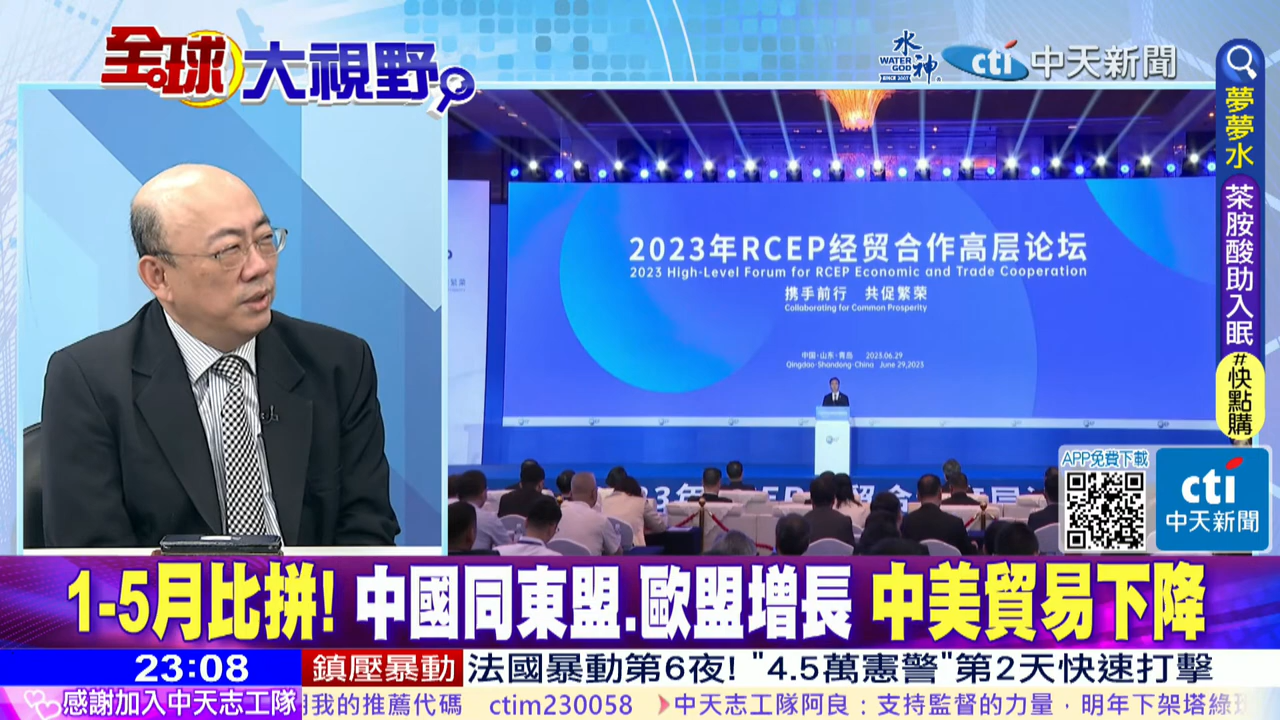 全球大視野
水神
WATER GOD
SINCE 2007
cti 中天新聞
夢夢水
茶胺酸助入眠
#快點購
2023年RCEP经贸合作高层论坛
2023 High-Level Forum for RCEP Economic and Trade Cooperation
携手前行 共促繁荣
Collaborating for Common Prosperity
中国·山东·青岛 2023.06.29
Qingdao·Shandong·China June 29,2023
APP免費下載
cti
中天新聞
1-5月比拼! 中國同東盟.歐盟增長 中美貿易下降
23:08 鎮壓暴動 法國暴動第6夜! "4.5萬憲警"第2天快速打擊
感謝加入中天志工隊 用我的推薦代碼 ctim230058 中天志工隊阿良：支持監督的力量，明年下架塔綠